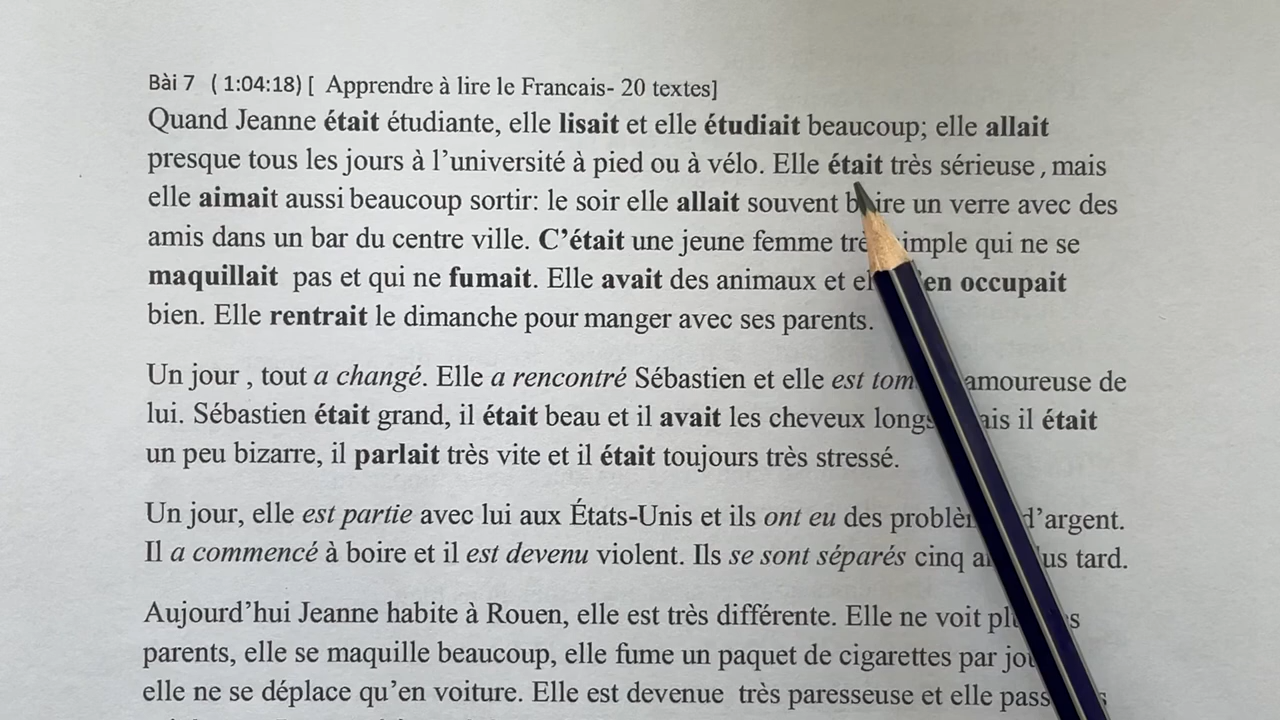 Bài 7 ( 1:04:18) [ Apprendre à lire le Francais- 20 textes]
Quand Jeanne était étudiante, elle lisait et elle étudiait beaucoup; elle allait
presque tous les jours à l’université à pied ou à vélo. Elle était très sérieuse , mais
elle aimait aussi beaucoup sortir: le soir elle allait souvent boire un verre avec des
amis dans un bar du centre ville. C’était une jeune femme très simple qui ne se
maquillait pas et qui ne fumait. Elle avait des animaux et en occupait
bien. Elle rentrait le dimanche pour manger avec ses parents.
Un jour , tout a changé. Elle a rencontré Sébastien et elle est amoureuse de
lui. Sébastien était grand, il était beau et il avait les cheveux longs il était
un peu bizarre, il parlait très vite et il était toujours très stressé.
Un jour, elle est partie avec lui aux États-Unis et ils ont eu des d’argent.
Il a commencé à boire et il est devenu violent. Ils se sont séparés cinq tard.
Aujourd’hui Jeanne habite à Rouen, elle est très différente. Elle ne voit
parents, elle se maquille beaucoup, elle fume un paquet de cigarettes par
elle ne se déplace qu’en voiture. Elle est devenue très paresseuse et elle